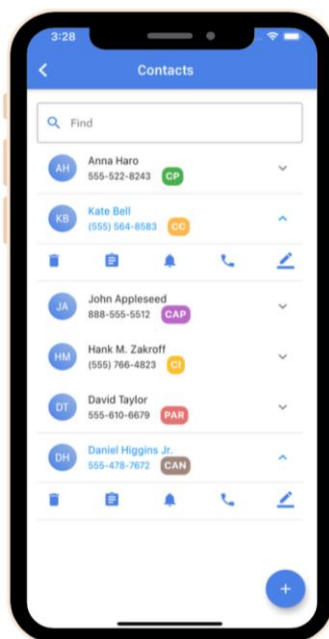 3:28
Contacts
Find
AH Anna Haro
555-522-8243 CP
KB Kate Bell
(555) 564-8583 CC
JA John Appleseed
888-555-5512 CAP
HM Hank M. Zakroff
(555) 766-4823 CI
DT David Taylor
555-610-6679 PAR
DH Daniel Higgins Jr.
555-478-7672 CAN